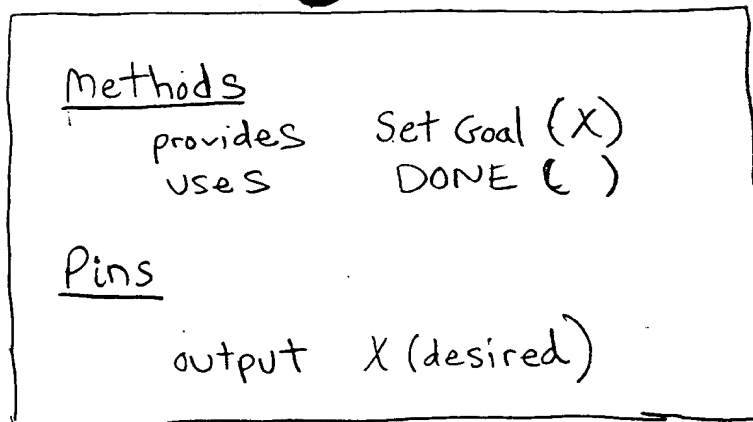 Methods
provides Set Goal (X)
uses DONE ( )
Pins
output X (desired)